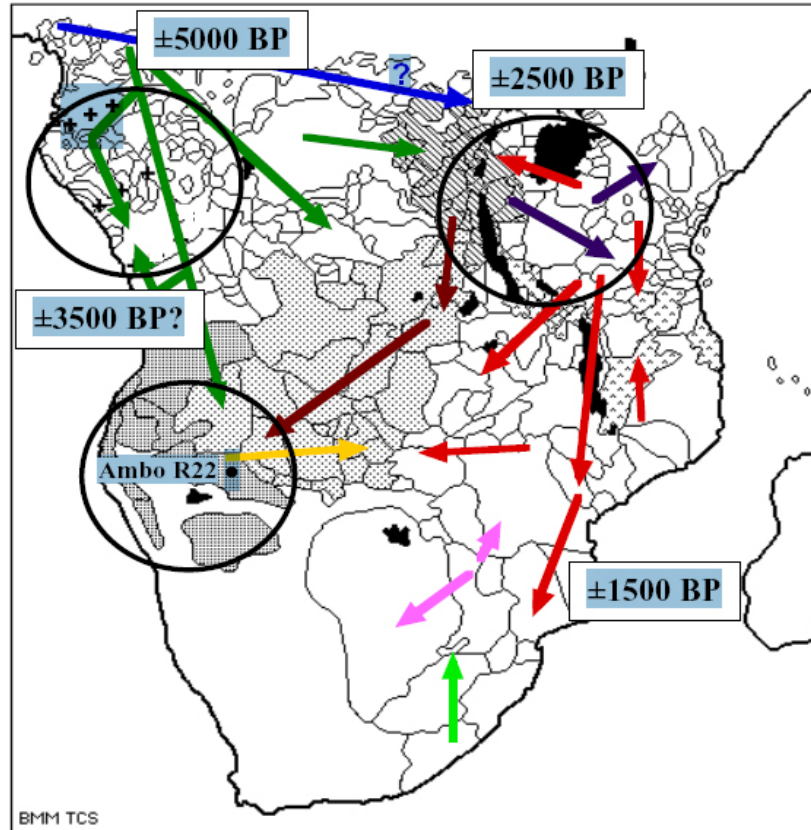 ±5000 BP
?
±2500 BP
±3500 BP?
Ambo R22
±1500 BP
BMM TCS